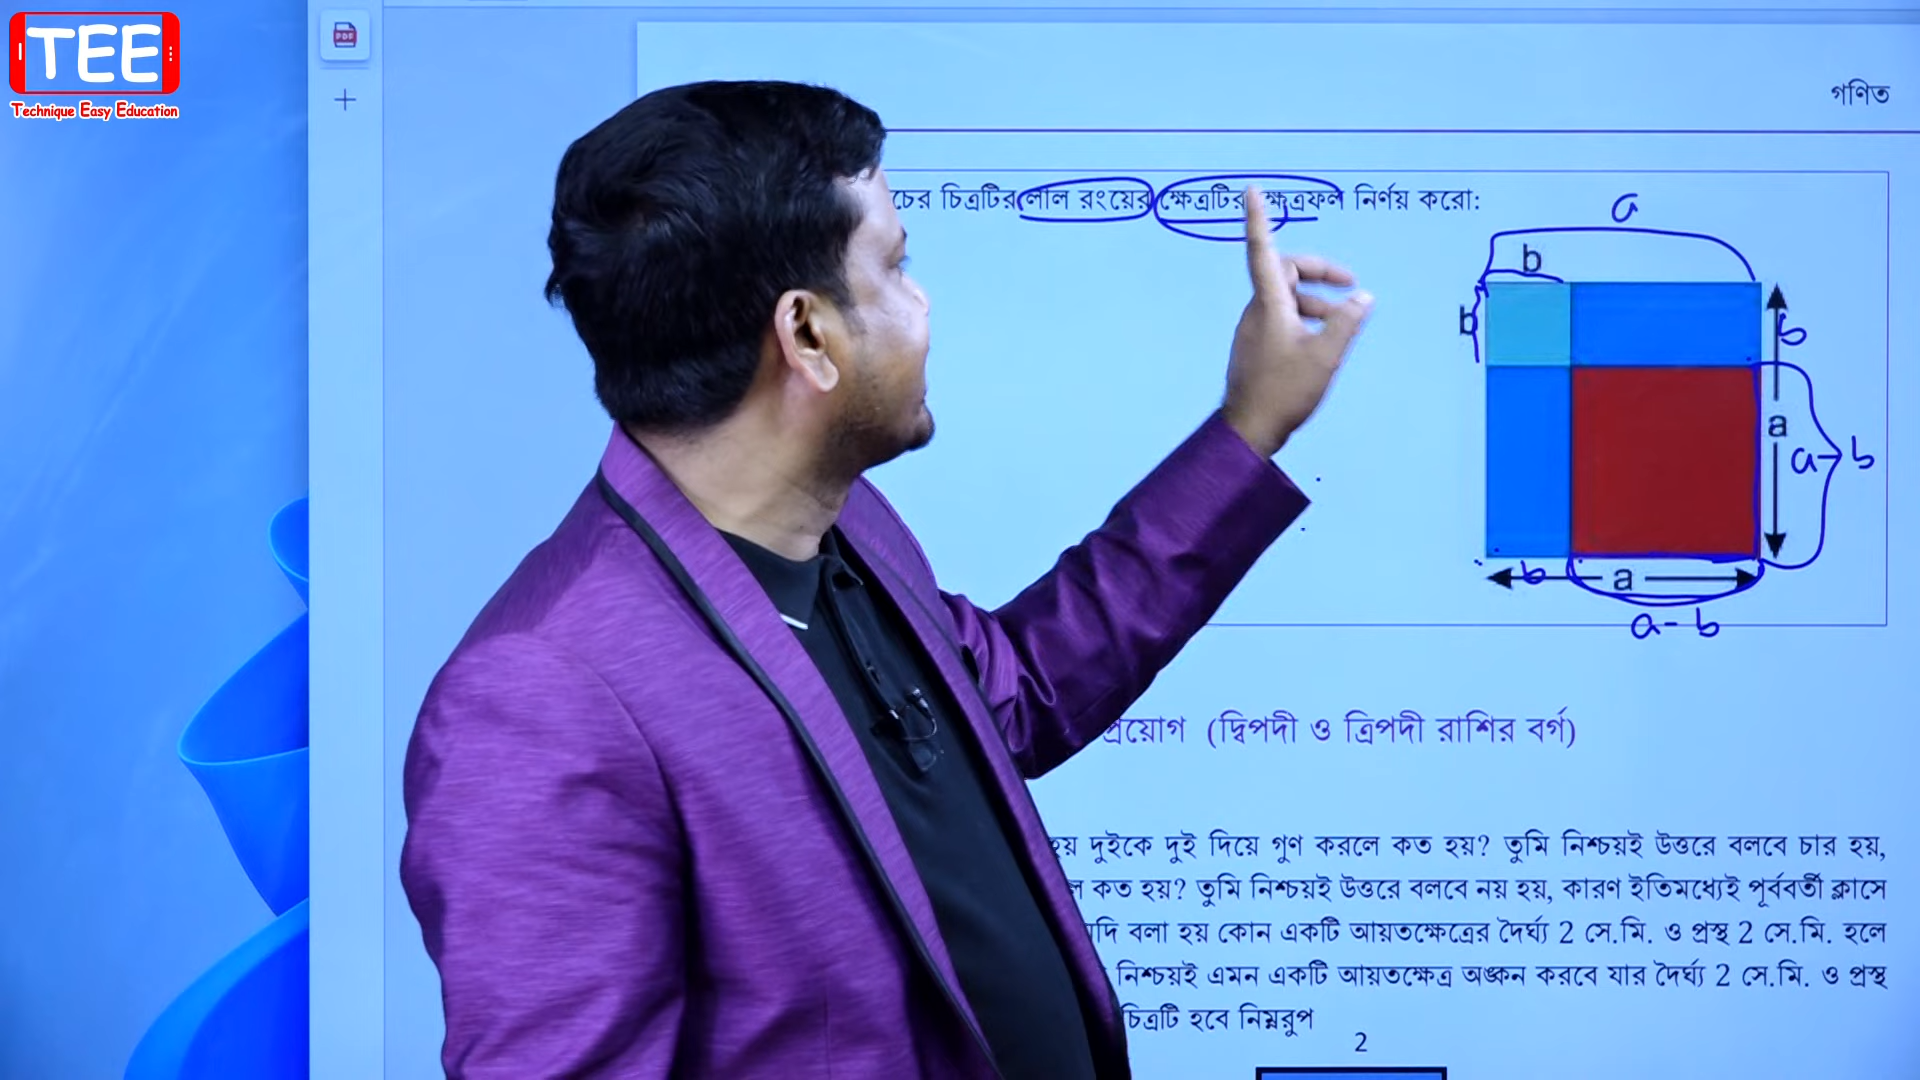 TEE
Technique Easy Education
PDF
গণিত
চের চিত্রটির লাল রংয়ের ক্ষেত্রটির ক্ষেত্রফল নির্ণয় করো:
a
b
b
b
a
a-b
b
a
a-b
প্রয়োগ (দ্বিপদী ও ত্রিপদী রাশির বর্গ)
হয় দুইকে দুই দিয়ে গুণ করলে কত হয়? তুমি নিশ্চয়ই উত্তরে বলবে চার হয়,
ল কত হয়? তুমি নিশ্চয়ই উত্তরে বলবে নয় হয়, কারণ ইতিমধ্যেই পূর্ববর্তী ক্লাসে
যদি বলা হয় কোন একটি আয়তক্ষেত্রের দৈর্ঘ্য 2 সে.মি. ও প্রস্থ 2 সে.মি. হলে
নিশ্চয়ই এমন একটি আয়তক্ষেত্র অঙ্কন করবে যার দৈর্ঘ্য 2 সে.মি. ও প্রস্থ
চিত্রটি হবে নিম্নরুপ
2